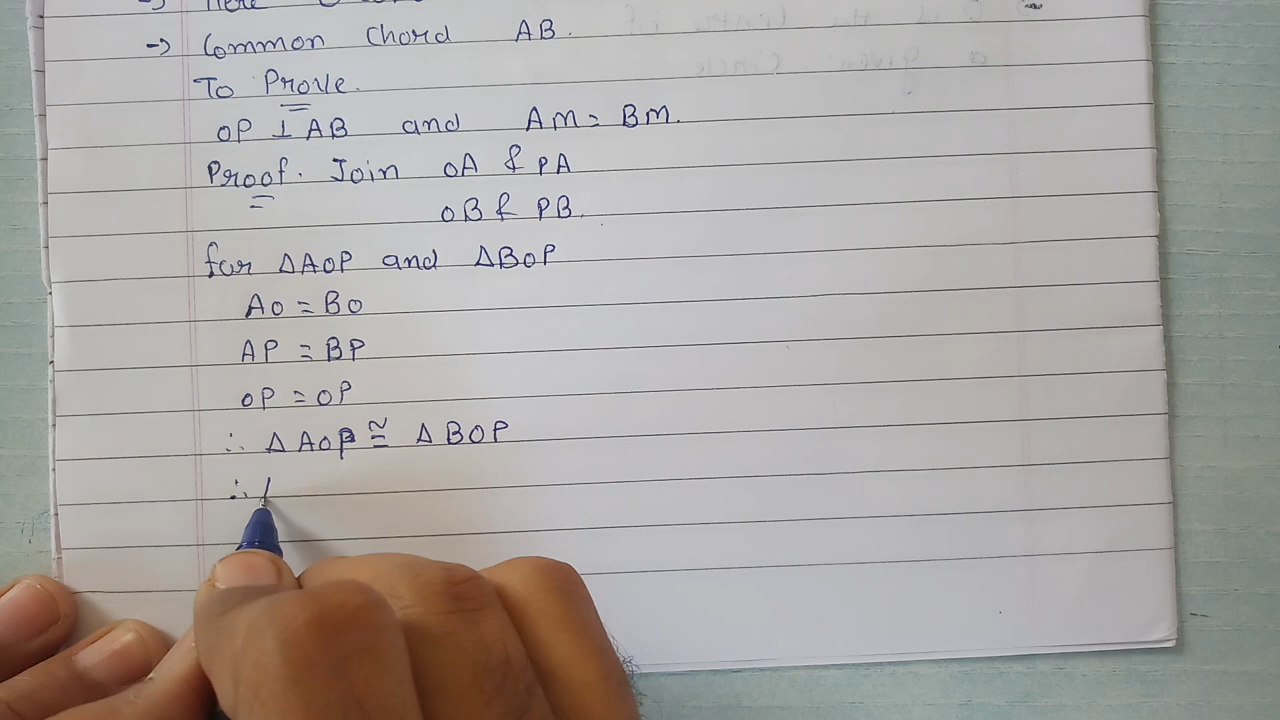 -> Here
-> Common Chord AB.
To Prove.
OP ⊥ AB and AM = BM.
Proof. Join OA & PA
OB & PB.
for ΔAOP and ΔBOP
AO = BO
AP = BP
OP = OP
∴ ΔAOP ≅ ΔBOP
∴